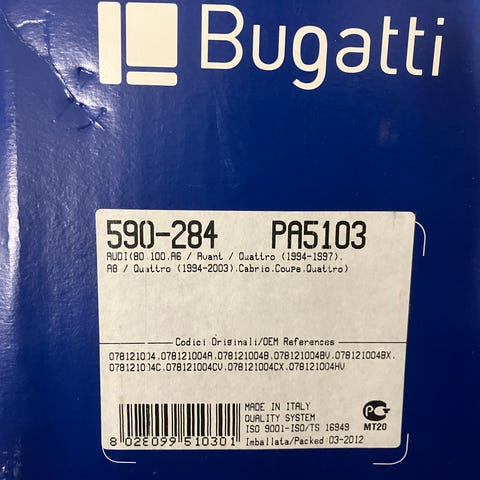 Bugatti
590-284 PA5103
AUDI(80.100.A6 / Avant / Quattro (1994-1997).
A8 / Quattro (1994-2003).Cabrio.Coupe.Quattro)
Codici Originali/OEM References
078121004.078121004A.078121004B.078121004BV.078121004BX.
078121004C.078121004CV.078121004CX.078121004HV
MADE IN ITALY
QUALITY SYSTEM
ISO 9001-ISO/TS 16949
Imballata/Packed 03-2012
8 028099 510301
PG
MT20